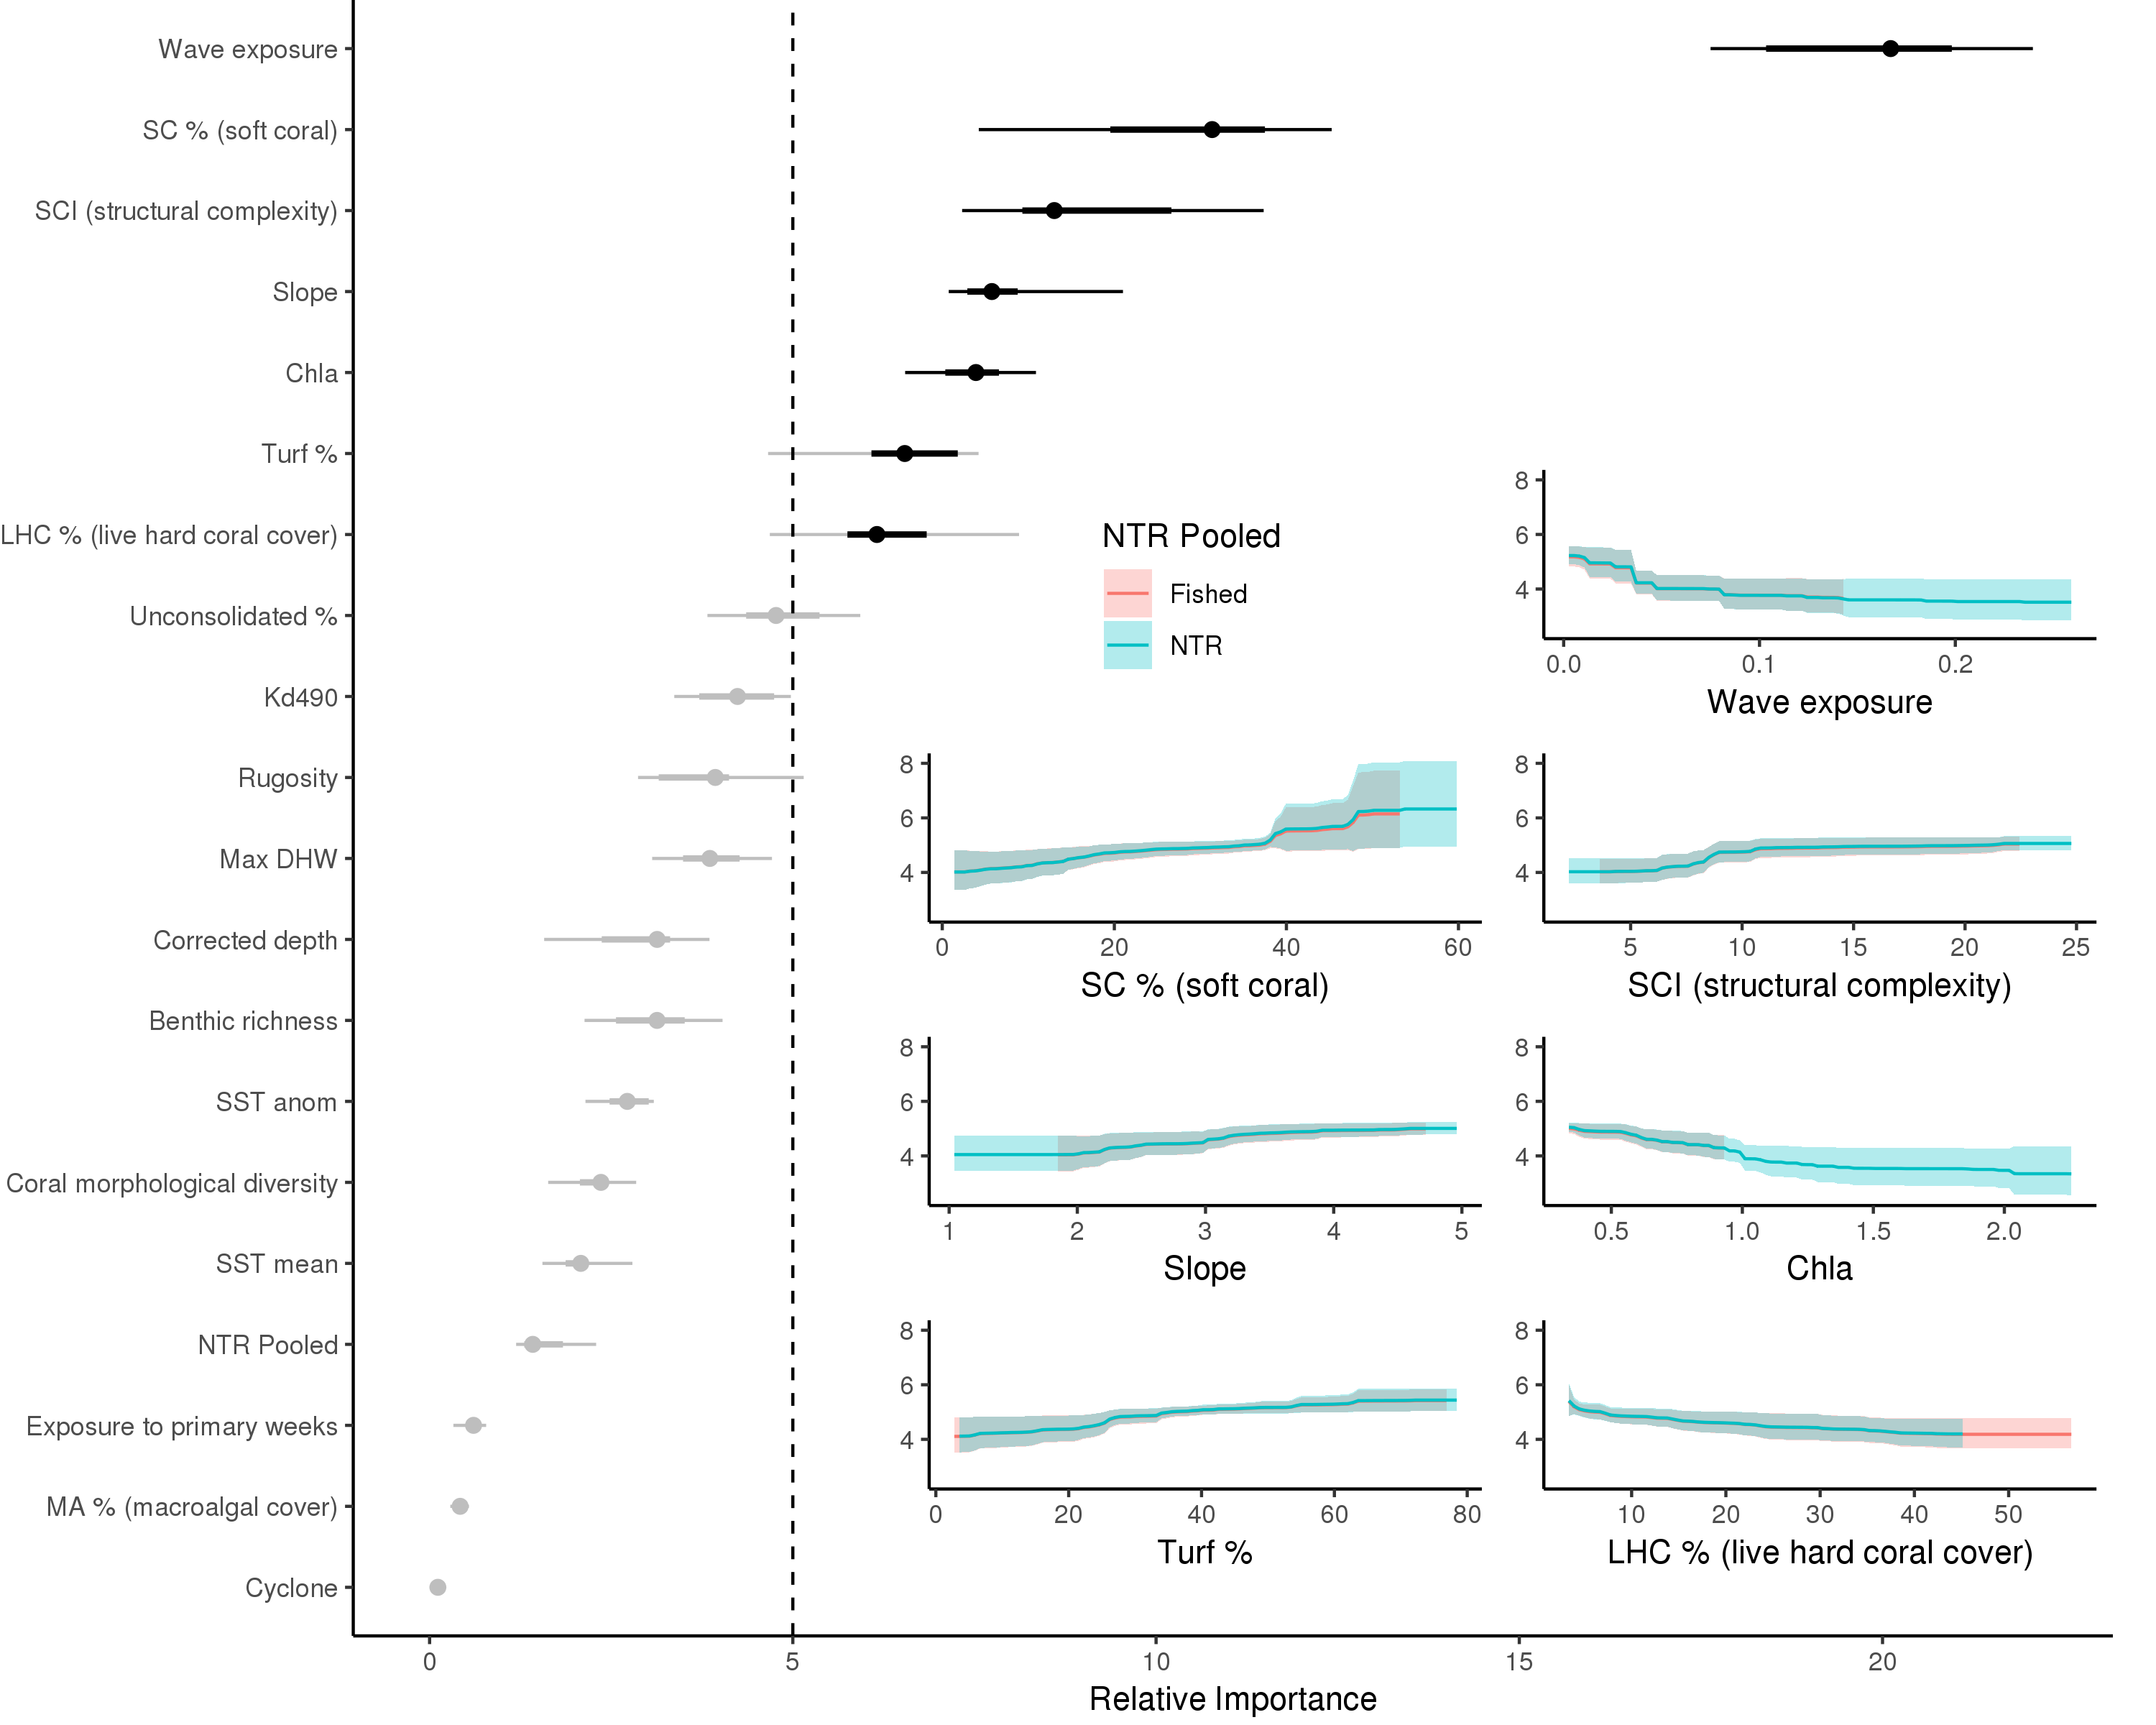 Wave exposure
SC % (soft coral)
SCI (structural complexity)
Slope
Chla
Turf %
LHC % (live hard coral cover)
Unconsolidated %
Kd490
Rugosity
Max DHW
Corrected depth
Benthic richness
SST anom
Coral morphological diversity
SST mean
NTR Pooled
Exposure to primary weeks
MA % (macroalgal cover)
Cyclone
0 5 10 15 20
Relative Importance
NTR Pooled
Fished
NTR
8
6
4
0.0 0.1 0.2
Wave exposure
8
6
4
0 20 40 60
SC % (soft coral)
8
6
4
5 10 15 20 25
SCI (structural complexity)
8
6
4
1 2 3 4 5
Slope
8
6
4
0.5 1.0 1.5 2.0
Chla
8
6
4
0 20 40 60 80
Turf %
8
6
4
10 20 30 40 50
LHC % (live hard coral cover)